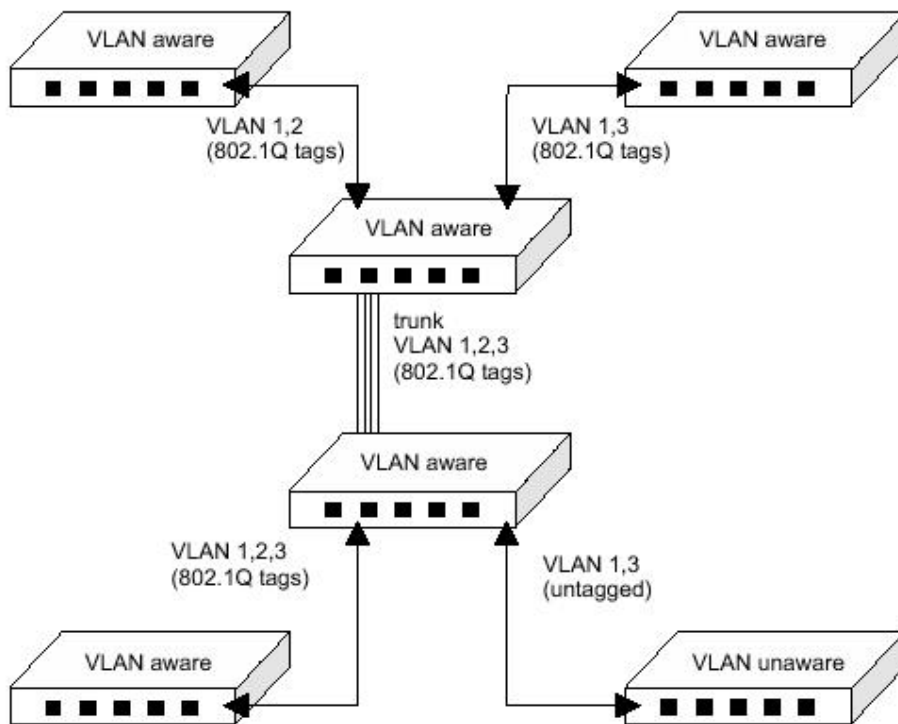 VLAN aware
VLAN aware
VLAN 1,2
(802.1Q tags)
VLAN 1,3
(802.1Q tags)
VLAN aware
trunk
VLAN 1,2,3
(802.1Q tags)
VLAN aware
VLAN 1,2,3
(802.1Q tags)
VLAN 1,3
(untagged)
VLAN aware
VLAN unaware